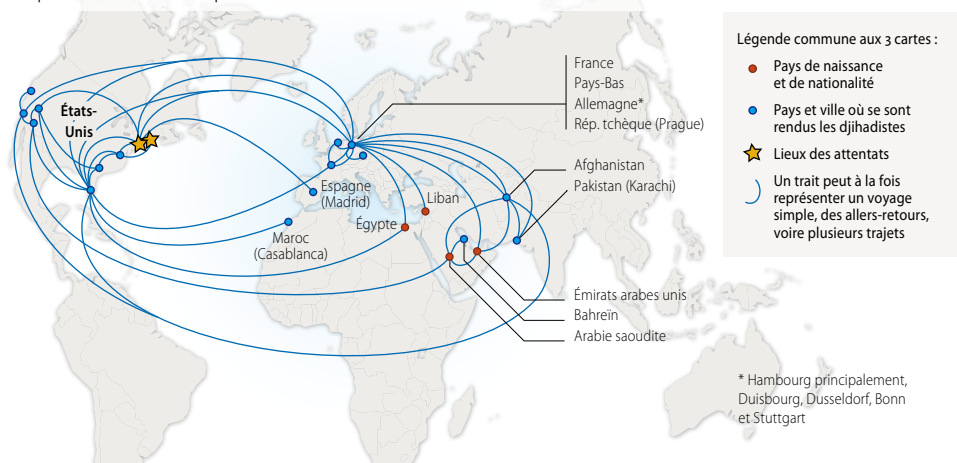 États-
Unis
France
Pays-Bas
Allemagne*
Rép. tchèque (Prague)
Afghanistan
Pakistan (Karachi)
Espagne
(Madrid)
Liban
Égypte
Maroc
(Casablanca)
Émirats arabes unis
Bahreïn
Arabie saoudite
Légende commune aux 3 cartes :
Pays de naissance
et de nationalité
Pays et ville où se sont
rendus les djihadistes
Lieux des attentats
Un trait peut à la fois
représenter un voyage
simple, des allers-retours,
voire plusieurs trajets
* Hambourg principalement,
Duisbourg, Dusseldorf, Bonn
et Stuttgart